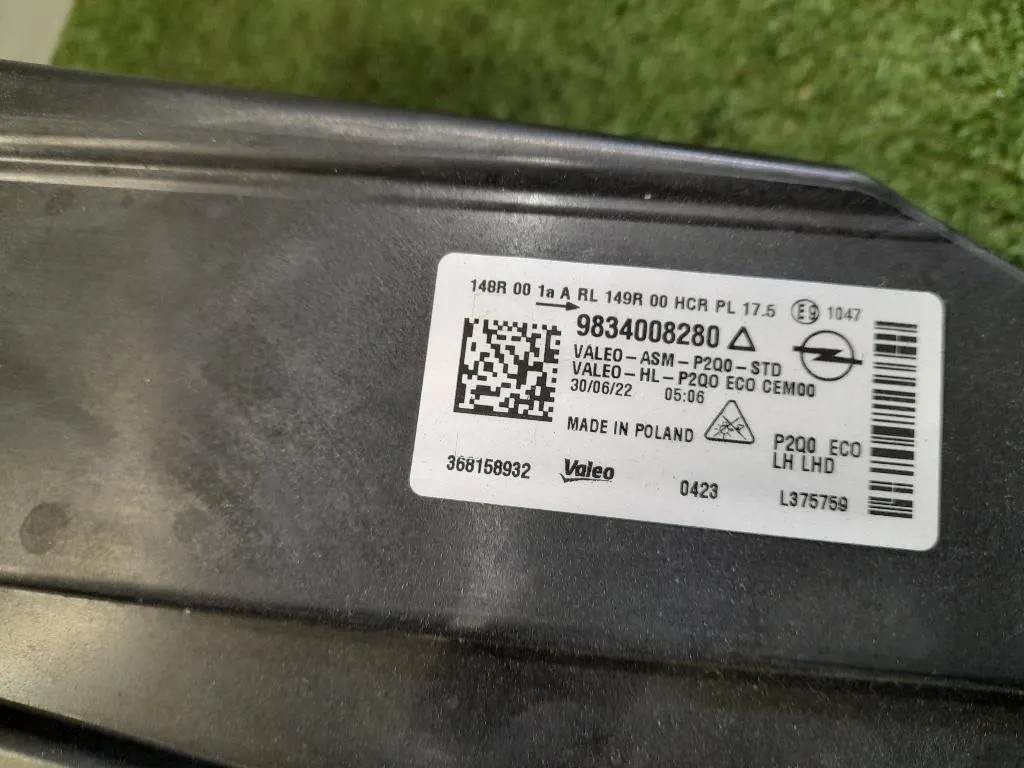 148R 00 1a A RL 149R 00 HCR PL 17.5 E9 1047
9834008280
VALEO-ASM-P2Q0-STD
VALEO-HL-P2Q0 ECO CEM00
30/06/22 05:06
MADE IN POLAND
P2Q0 ECO
LH LHD
368158932 Valeo 0423 L375759